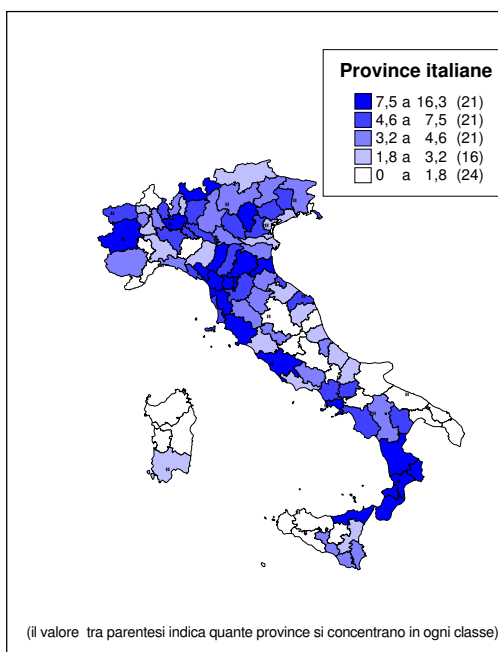 Province italiane
7,5 a 16,3 (21)
4,6 a 7,5 (21)
3,2 a 4,6 (21)
1,8 a 3,2 (16)
0 a 1,8 (24)
(il valore tra parentesi indica quante province si concentrano in ogni classe)